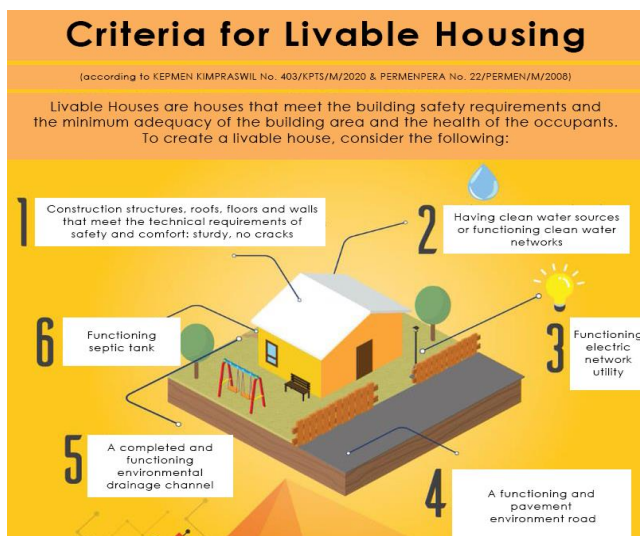 Criteria for Livable Housing
(according to KEPMEN KIMPRASWIL No. 403/KPTS/M/2020 & PERMENPERA No. 22/PERMEN/M/2008)
Livable Houses are houses that meet the building safety requirements and
the minimum adequacy of the building area and the health of the occupants.
To create a livable house, consider the following:
1
Construction structures, roofs, floors and walls
that meet the technical requirements of
safety and comfort: sturdy, no cracks
2
Having clean water sources
or functioning clean water
networks
3
Functioning
electric
network
utility
4
A functioning and
pavement
environment road
5
A completed and
functioning
environmental
drainage channel
6
Functioning
septic tank